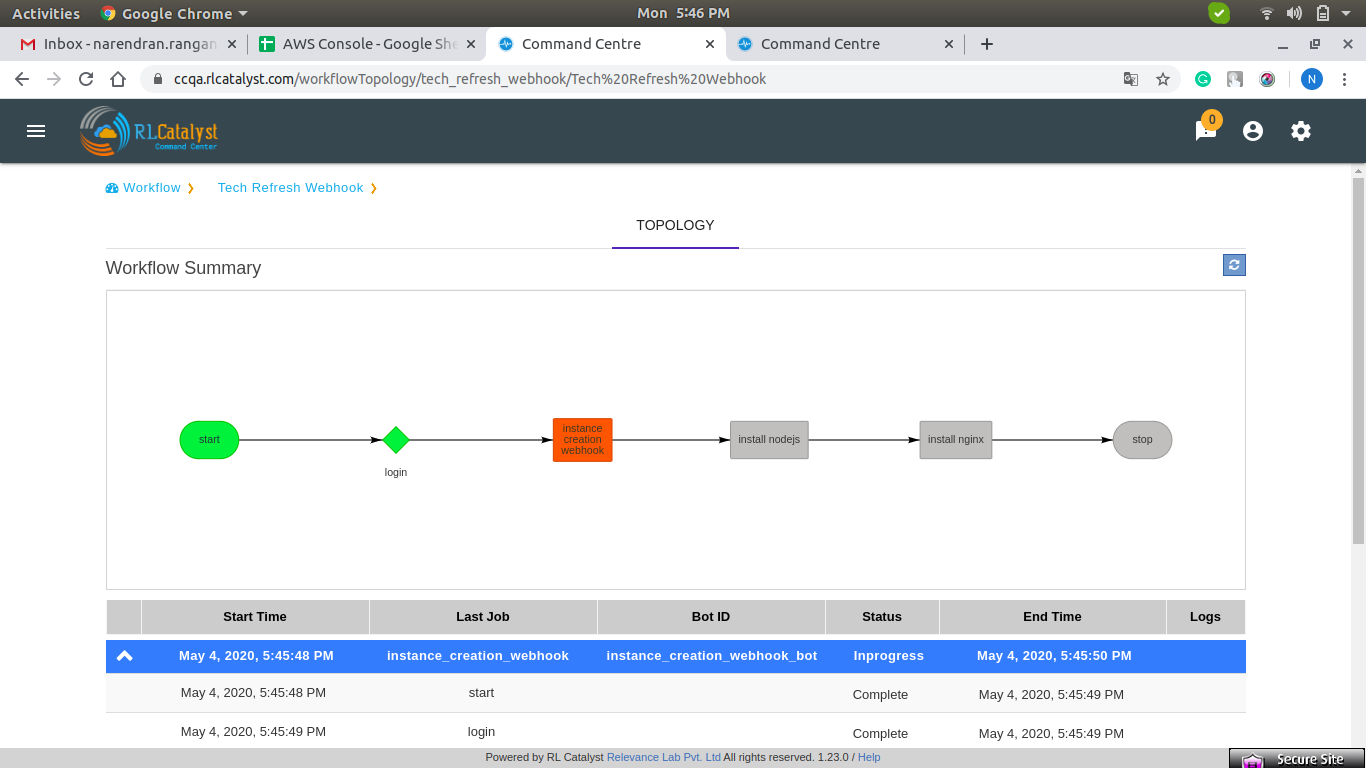 Activities Google Chrome Mon 5:46 PM
Inbox - narendran.rangan AWS Console - Google She Command Centre Command Centre
ccqa.rlcatalyst.com/workflowTopology/tech_refresh_webhook/Tech%20Refresh%20Webhook N
RLCatalyst
Command Center
0
Workflow Tech Refresh Webhook
TOPOLOGY
Workflow Summary
start
login
instance
creation
webhook
install nodejs
install nginx
stop
Start Time Last Job Bot ID Status End Time Logs
May 4, 2020, 5:45:48 PM instance_creation_webhook instance_creation_webhook_bot Inprogress May 4, 2020, 5:45:50 PM
May 4, 2020, 5:45:48 PM start Complete May 4, 2020, 5:45:49 PM
May 4, 2020, 5:45:49 PM login Complete May 4, 2020, 5:45:49 PM
Powered by RL Catalyst Relevance Lab Pvt. Ltd All rights reserved. 1.23.0 / Help
Secure Site